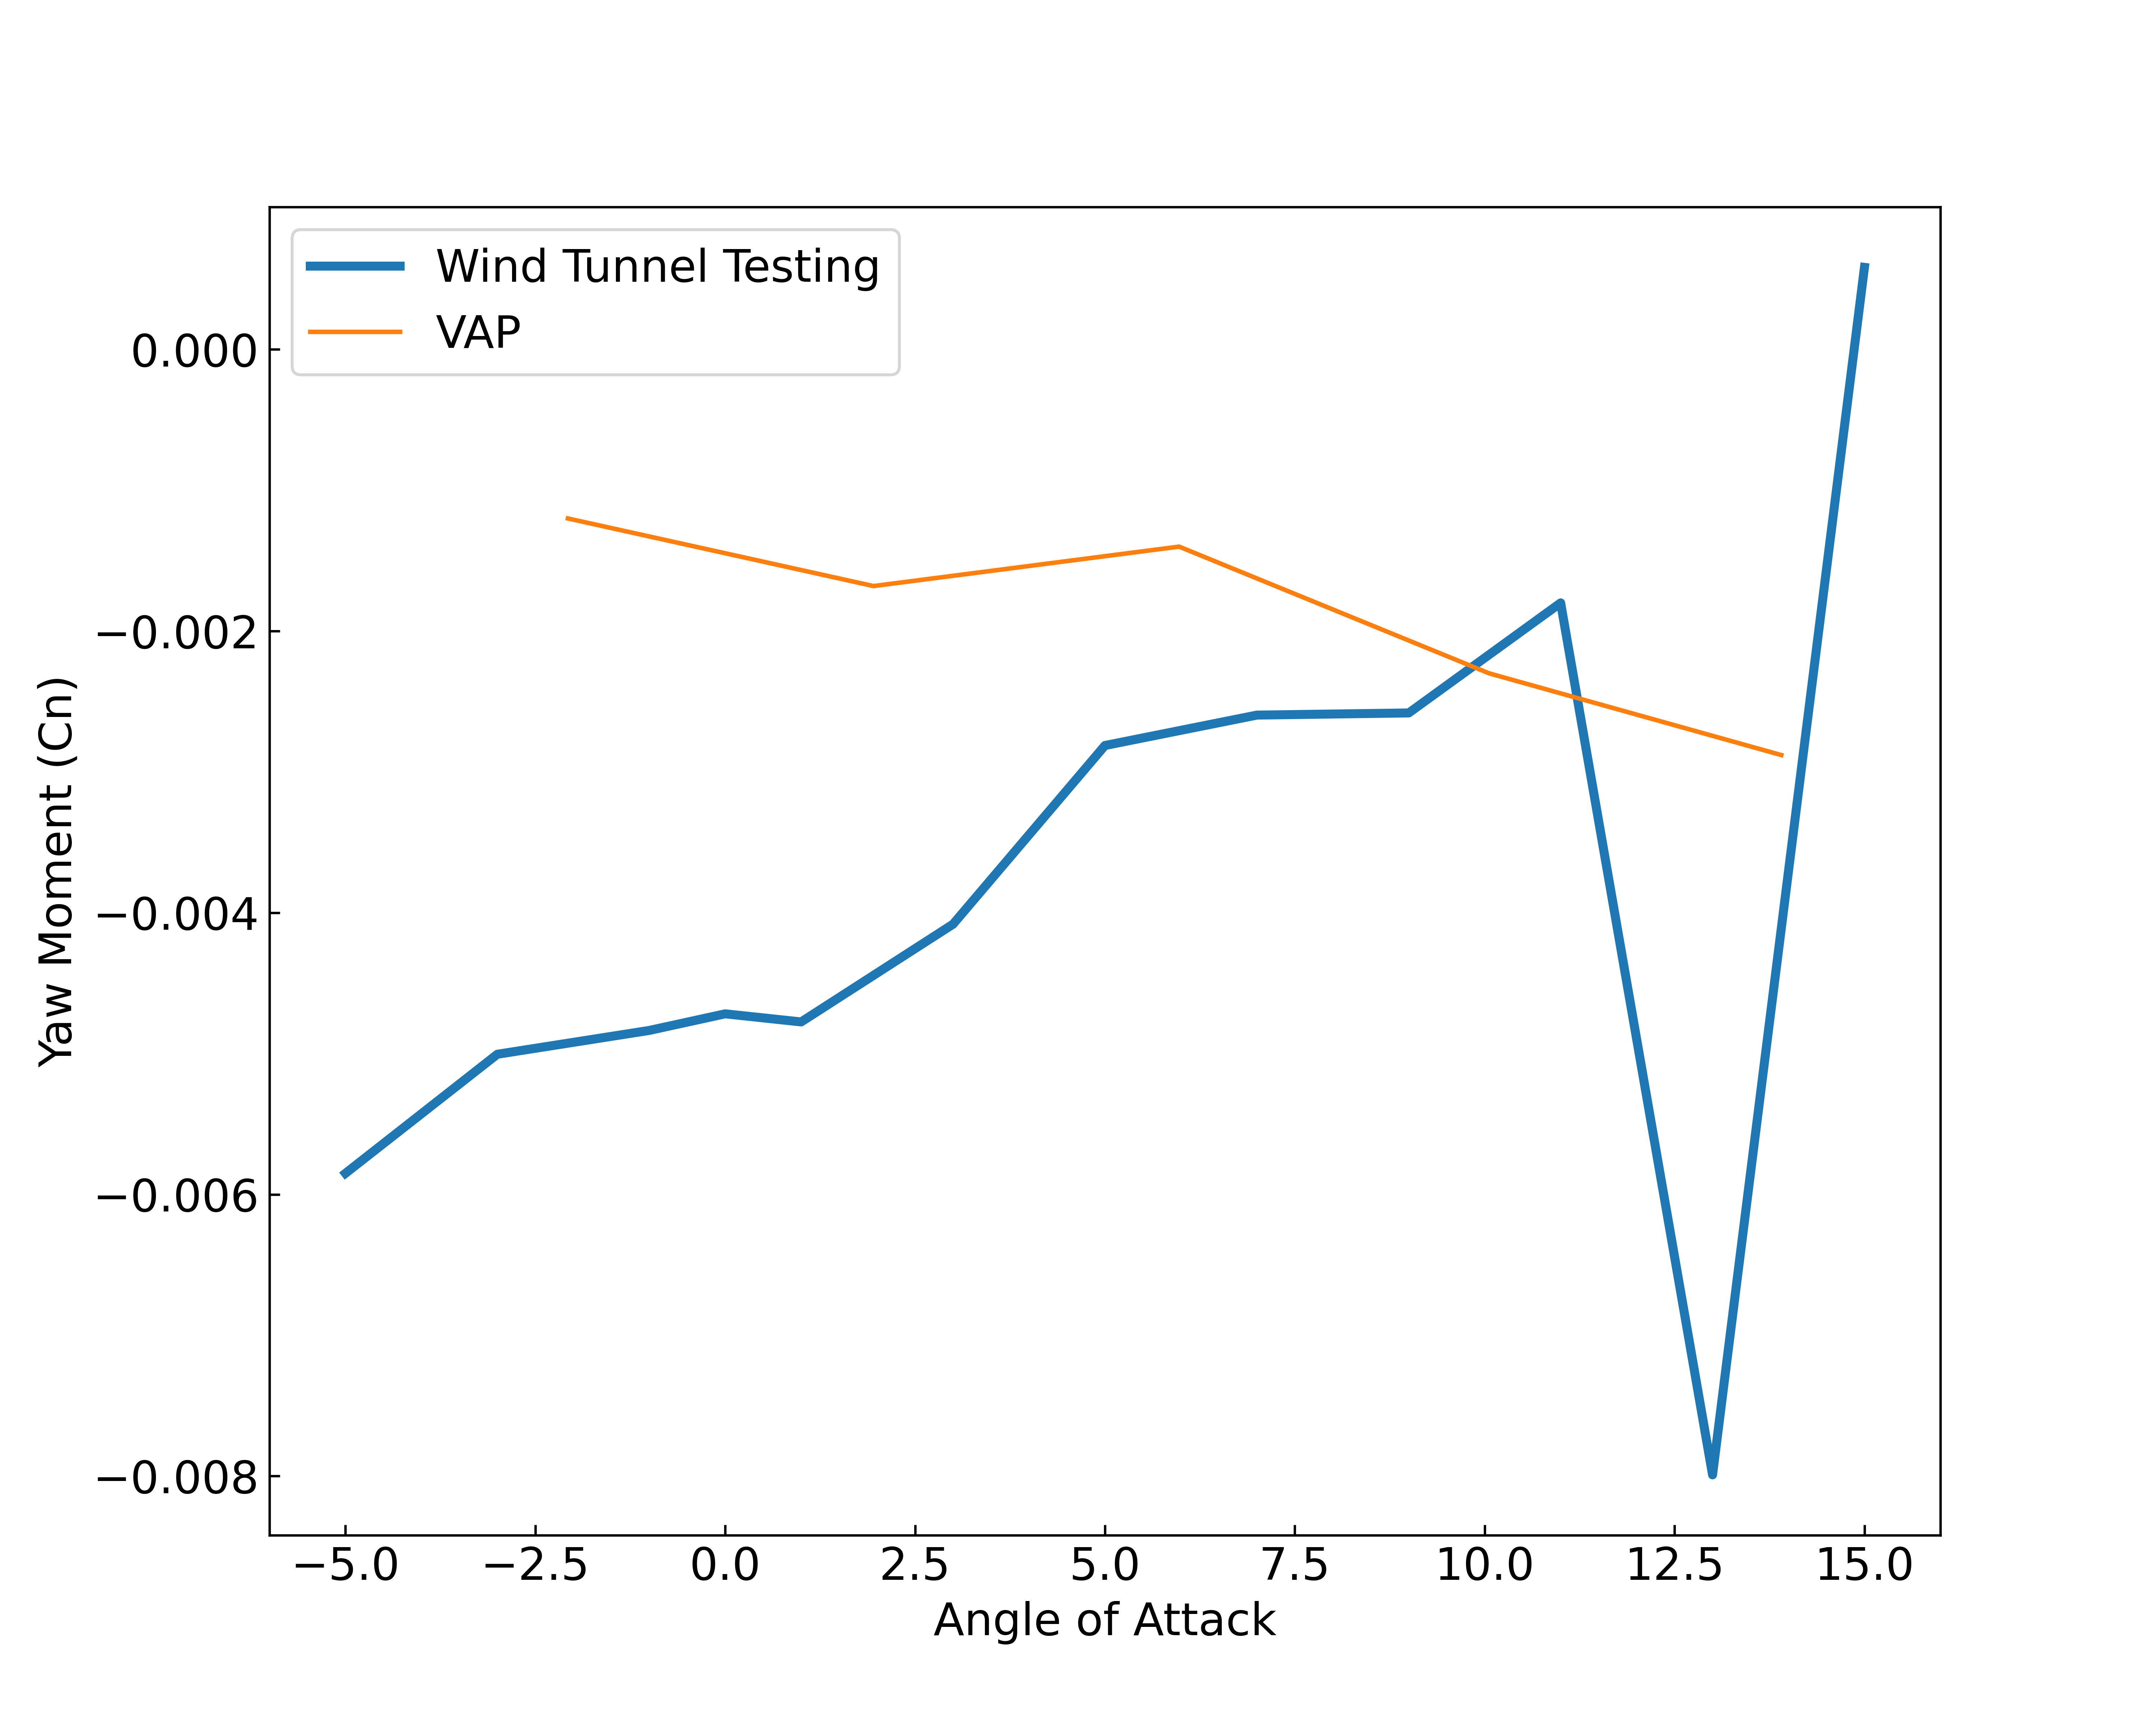 Wind Tunnel Testing
VAP
0.000
−0.002
−0.004
−0.006
−0.008
Yaw Moment (Cn)
−5.0 −2.5 0.0 2.5 5.0 7.5 10.0 12.5 15.0
Angle of Attack